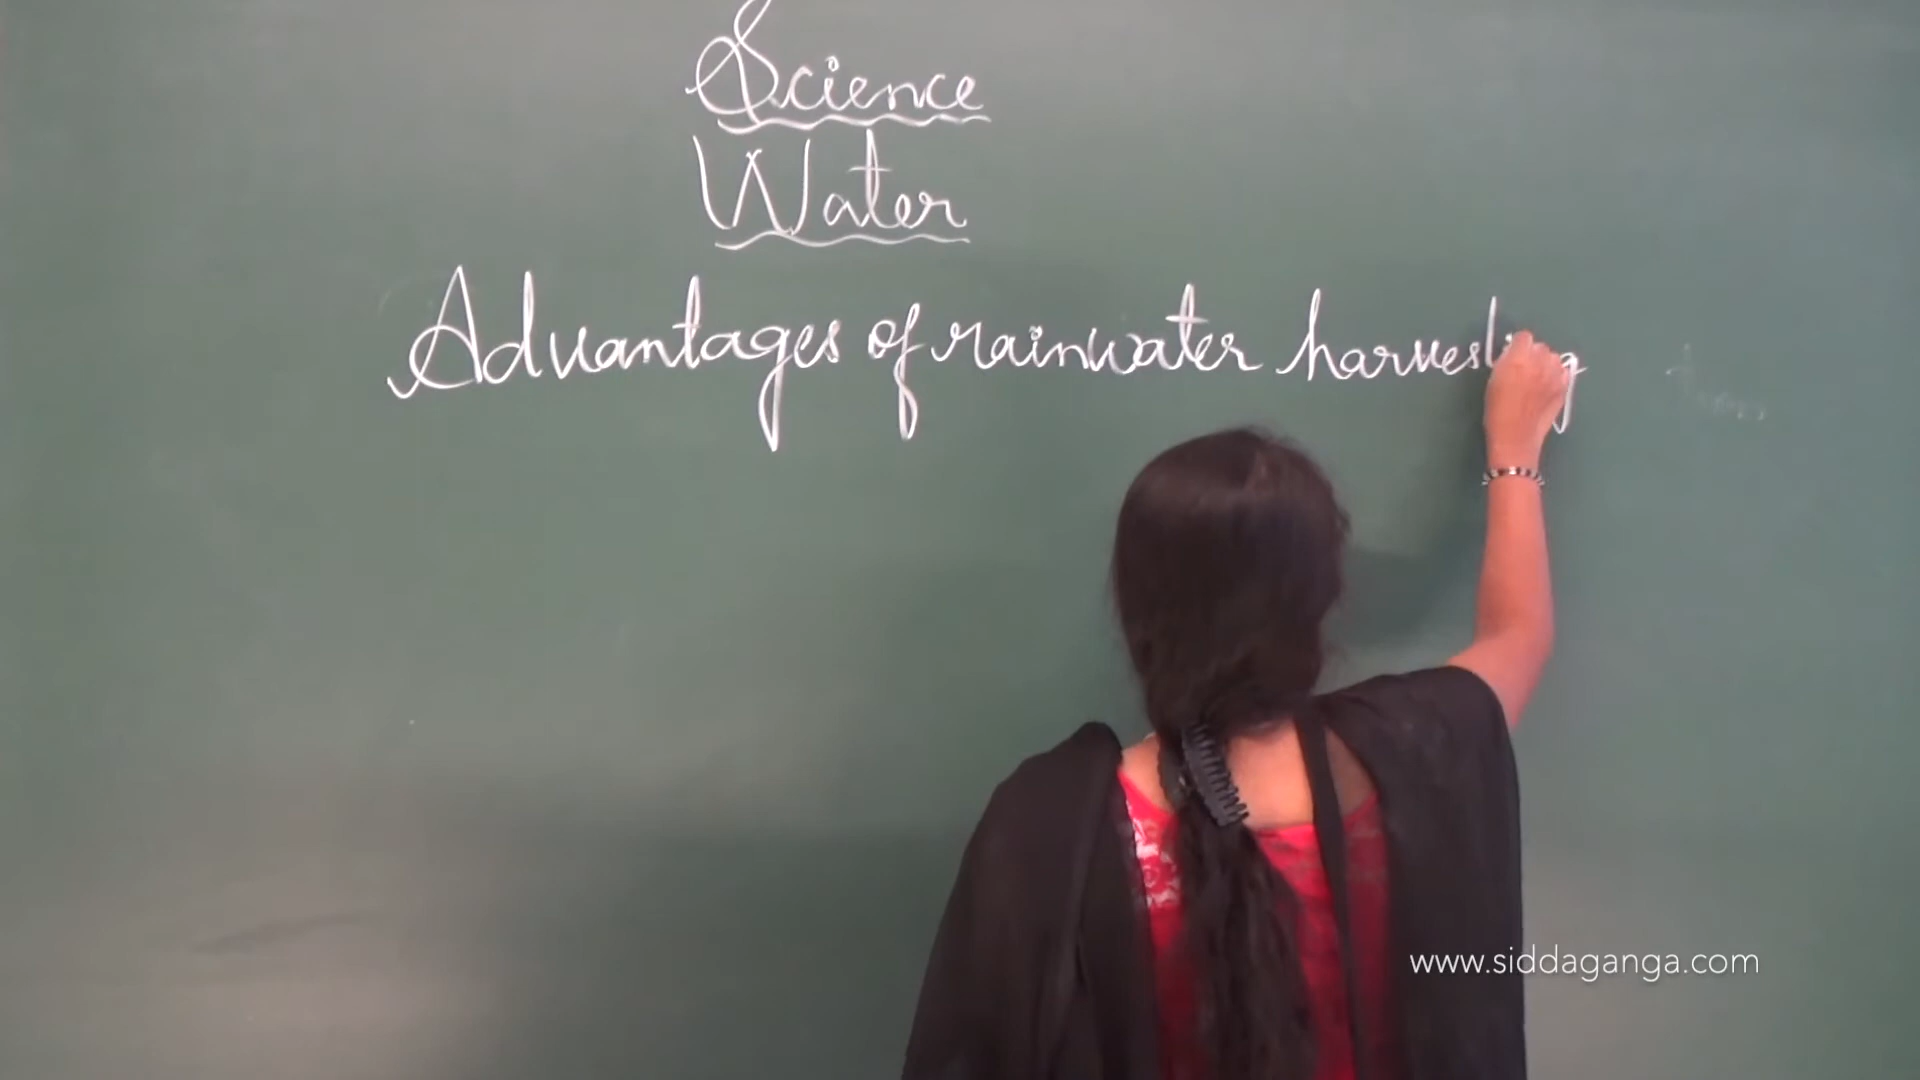 Science
Water
Advantages of rainwater harvesting
www.siddaganga.com